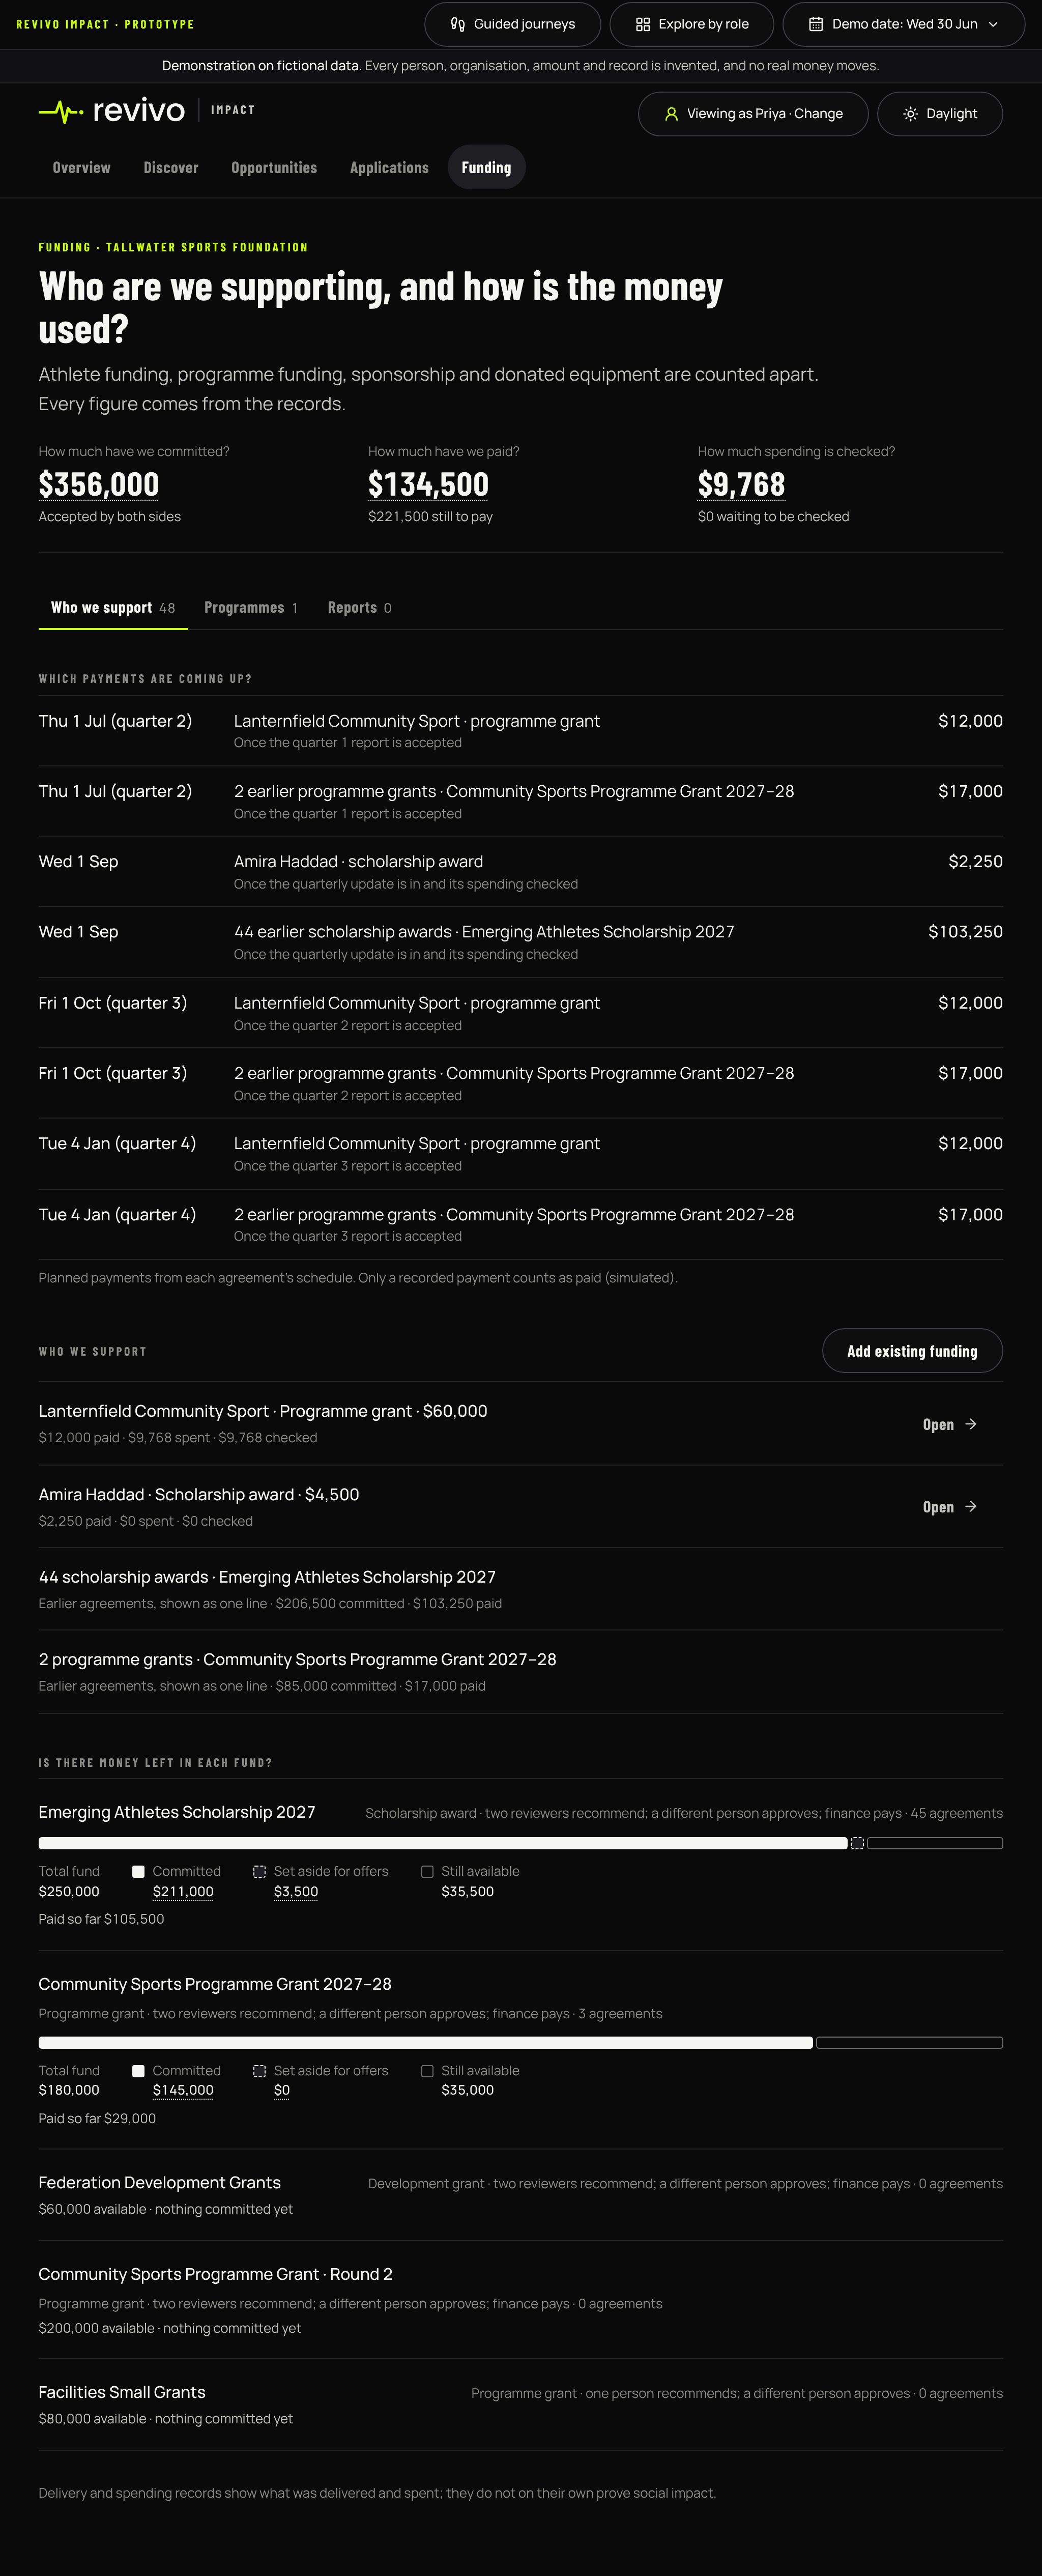 REVIVO IMPACT · PROTOTYPE
Guided journeys
Explore by role
Demo date: Wed 30 Jun
Demonstration on fictional data. Every person, organisation, amount and record is invented, and no real money moves.
revivo
IMPACT
Viewing as Priya · Change
Daylight
Overview
Discover
Opportunities
Applications
Funding
FUNDING · TALLWATER SPORTS FOUNDATION
Who are we supporting, and how is the money
used?
Athlete funding, programme funding, sponsorship and donated equipment are counted apart.
Every figure comes from the records.
How much have we committed?
$356,000
Accepted by both sides
How much have we paid?
$134,500
$221,500 still to pay
How much spending is checked?
$9,768
$0 waiting to be checked
Who we support 48
Programmes 1
Reports 0
WHICH PAYMENTS ARE COMING UP?
Thu 1 Jul (quarter 2)
Lanternfield Community Sport · programme grant
$12,000
Once the quarter 1 report is accepted
Thu 1 Jul (quarter 2)
2 earlier programme grants · Community Sports Programme Grant 2027–28
$17,000
Once the quarter 1 report is accepted
Wed 1 Sep
Amira Haddad · scholarship award
$2,250
Once the quarterly update is in and its spending checked
Wed 1 Sep
44 earlier scholarship awards · Emerging Athletes Scholarship 2027
$103,250
Once the quarterly update is in and its spending checked
Fri 1 Oct (quarter 3)
Lanternfield Community Sport · programme grant
$12,000
Once the quarter 2 report is accepted
Fri 1 Oct (quarter 3)
2 earlier programme grants · Community Sports Programme Grant 2027–28
$17,000
Once the quarter 2 report is accepted
Tue 4 Jan (quarter 4)
Lanternfield Community Sport · programme grant
$12,000
Once the quarter 3 report is accepted
Tue 4 Jan (quarter 4)
2 earlier programme grants · Community Sports Programme Grant 2027–28
$17,000
Once the quarter 3 report is accepted
Planned payments from each agreement's schedule. Only a recorded payment counts as paid (simulated).
WHO WE SUPPORT
Add existing funding
Lanternfield Community Sport · Programme grant · $60,000
$12,000 paid · $9,768 spent · $9,768 checked
Open
Amira Haddad · Scholarship award · $4,500
$2,250 paid · $0 spent · $0 checked
Open
44 scholarship awards · Emerging Athletes Scholarship 2027
Earlier agreements, shown as one line · $206,500 committed · $103,250 paid
2 programme grants · Community Sports Programme Grant 2027–28
Earlier agreements, shown as one line · $85,000 committed · $17,000 paid
IS THERE MONEY LEFT IN EACH FUND?
Emerging Athletes Scholarship 2027
Scholarship award · two reviewers recommend; a different person approves; finance pays · 45 agreements
Total fund
$250,000
Committed
$211,000
Set aside for offers
$3,500
Still available
$35,500
Paid so far $105,500
Community Sports Programme Grant 2027–28
Programme grant · two reviewers recommend; a different person approves; finance pays · 3 agreements
Total fund
$180,000
Committed
$145,000
Set aside for offers
$0
Still available
$35,000
Paid so far $29,000
Federation Development Grants
Development grant · two reviewers recommend; a different person approves; finance pays · 0 agreements
$60,000 available · nothing committed yet
Community Sports Programme Grant · Round 2
Programme grant · two reviewers recommend; a different person approves; finance pays · 0 agreements
$200,000 available · nothing committed yet
Facilities Small Grants
Programme grant · one person recommends; a different person approves · 0 agreements
$80,000 available · nothing committed yet
Delivery and spending records show what was delivered and spent; they do not on their own prove social impact.